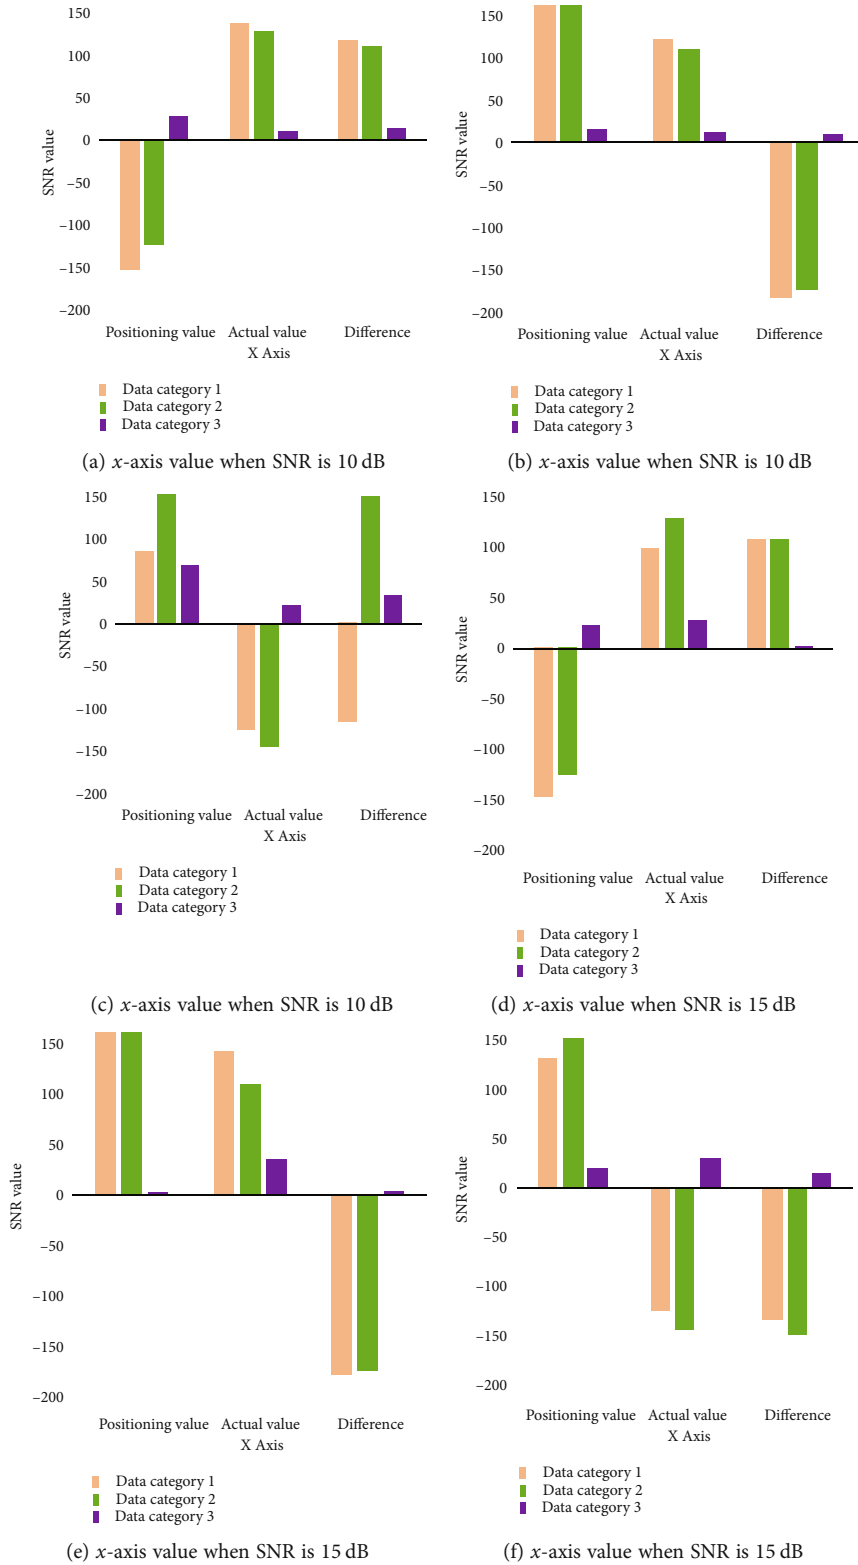 150
100
50
0
–50
–100
–150
–200
SNR value
Positioning value Actual value Difference
X Axis
Data category 1
Data category 2
Data category 3
(a) x-axis value when SNR is 10 dB
150
100
50
0
–50
–100
–150
–200
SNR value
Positioning value Actual value Difference
X Axis
Data category 1
Data category 2
Data category 3
(b) x-axis value when SNR is 10 dB
150
100
50
0
–50
–100
–150
–200
SNR value
Positioning value Actual value Difference
X Axis
Data category 1
Data category 2
Data category 3
(c) x-axis value when SNR is 10 dB
150
100
50
0
–50
–100
–150
–200
SNR value
Positioning value Actual value Difference
X Axis
Data category 1
Data category 2
Data category 3
(d) x-axis value when SNR is 15 dB
150
100
50
0
–50
–100
–150
–200
SNR value
Positioning value Actual value Difference
X Axis
Data category 1
Data category 2
Data category 3
(e) x-axis value when SNR is 15 dB
150
100
50
0
–50
–100
–150
–200
SNR value
Positioning value Actual value Difference
X Axis
Data category 1
Data category 2
Data category 3
(f) x-axis value when SNR is 15 dB